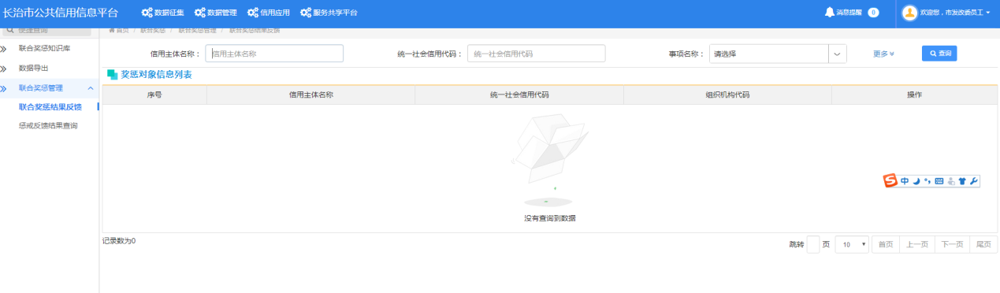 长治市公共信用信息平台 数据征集 数据管理 信用应用 服务共享平台 消息提醒 0 欢迎您，市发改委员工
便捷查询 首页 / 联合奖惩 / 联合奖惩管理 / 联合奖惩结果反馈
联合奖惩知识库
信用主体名称： 信用主体名称 统一社会信用代码： 统一社会信用代码 事项名称： 请选择 更多 查询
数据导出
奖惩对象信息列表
联合奖惩管理
序号 信用主体名称 统一社会信用代码 组织机构代码 操作
联合奖惩结果反馈
惩戒反馈结果查询
中
没有查询到数据
记录数为0 跳转 页 10 首页 上一页 下一页 尾页